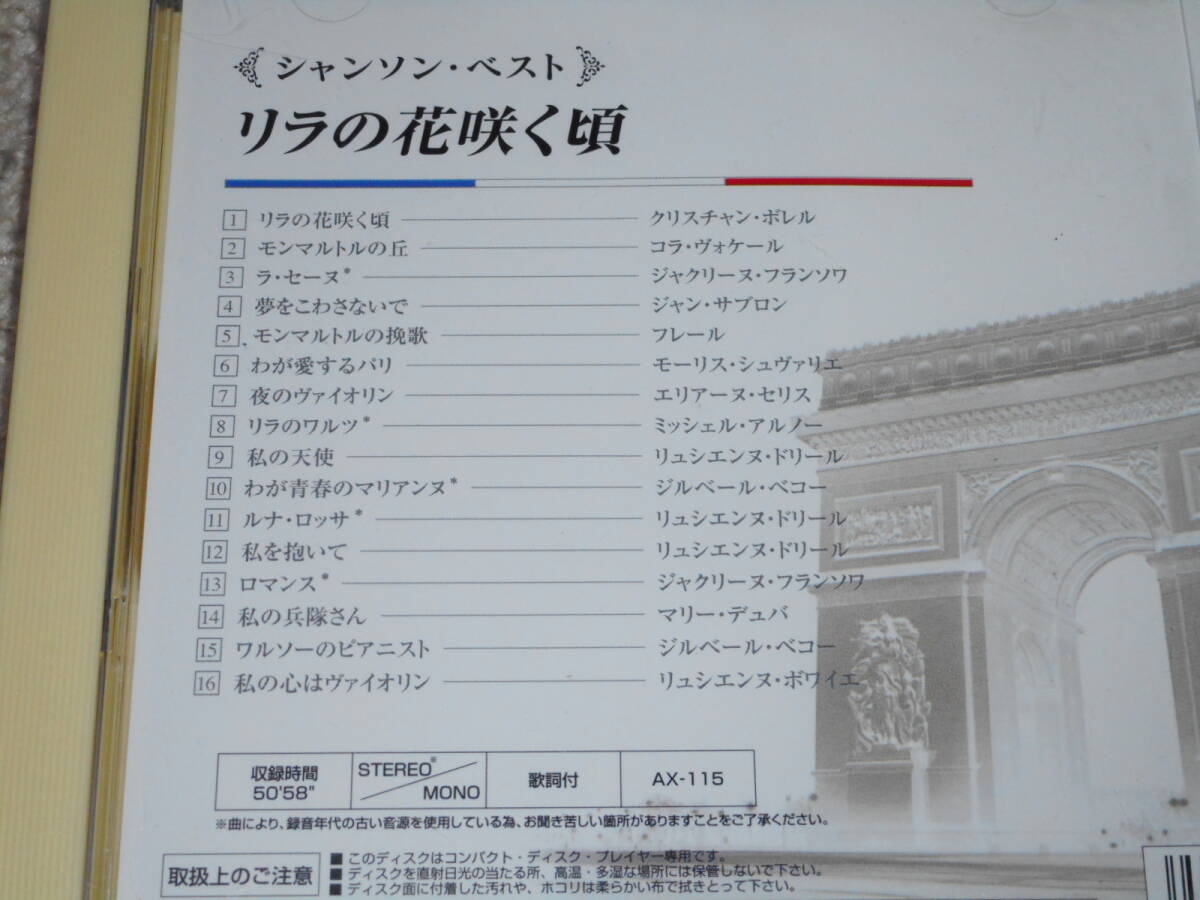 シャンソン・ベスト
リラの花咲く頃
1 リラの花咲く頃 クリスチャン・ボレル
2 モンマルトルの丘 コラ・ヴォケール
3 ラ・セーヌ* ジャクリーヌ・フランソワ
4 夢をこわさないで ジャン・サブロン
5 モンマルトルの挽歌 フレール
6 わが愛するパリ モーリス・シュヴァリエ
7 夜のヴァイオリン エリアーヌ・セリス
8 リラのワルツ* ミッシェル・アルノー
9 私の天使 リュシエンヌ・ドリール
10 わが青春のマリアンヌ* ジルベール・ベコー
11 ルナ・ロッサ* リュシエンヌ・ドリール
12 私を抱いて リュシエンヌ・ドリール
13 ロマンス* ジャクリーヌ・フランソワ
14 私の兵隊さん マリー・デュバ
15 ワルソーのピアニスト ジルベール・ベコー
16 私の心はヴァイオリン リュシエンヌ・ボワイエ
収録時間 50'58" STEREO* MONO 歌詞付 AX-115
※曲により、録音年代の古い音源を使用している為、お聞き苦しい箇所がありますことをご了承ください。
取扱上のご注意
■ このディスクはコンパクト・ディスク・プレイヤー専用です。
■ ディスクを直射日光の当たる所、高温・多湿な場所には保管しないで下さい。
■ ディスク面に付着した汚れや、ホコリは柔らかい布で拭きとって下さい。